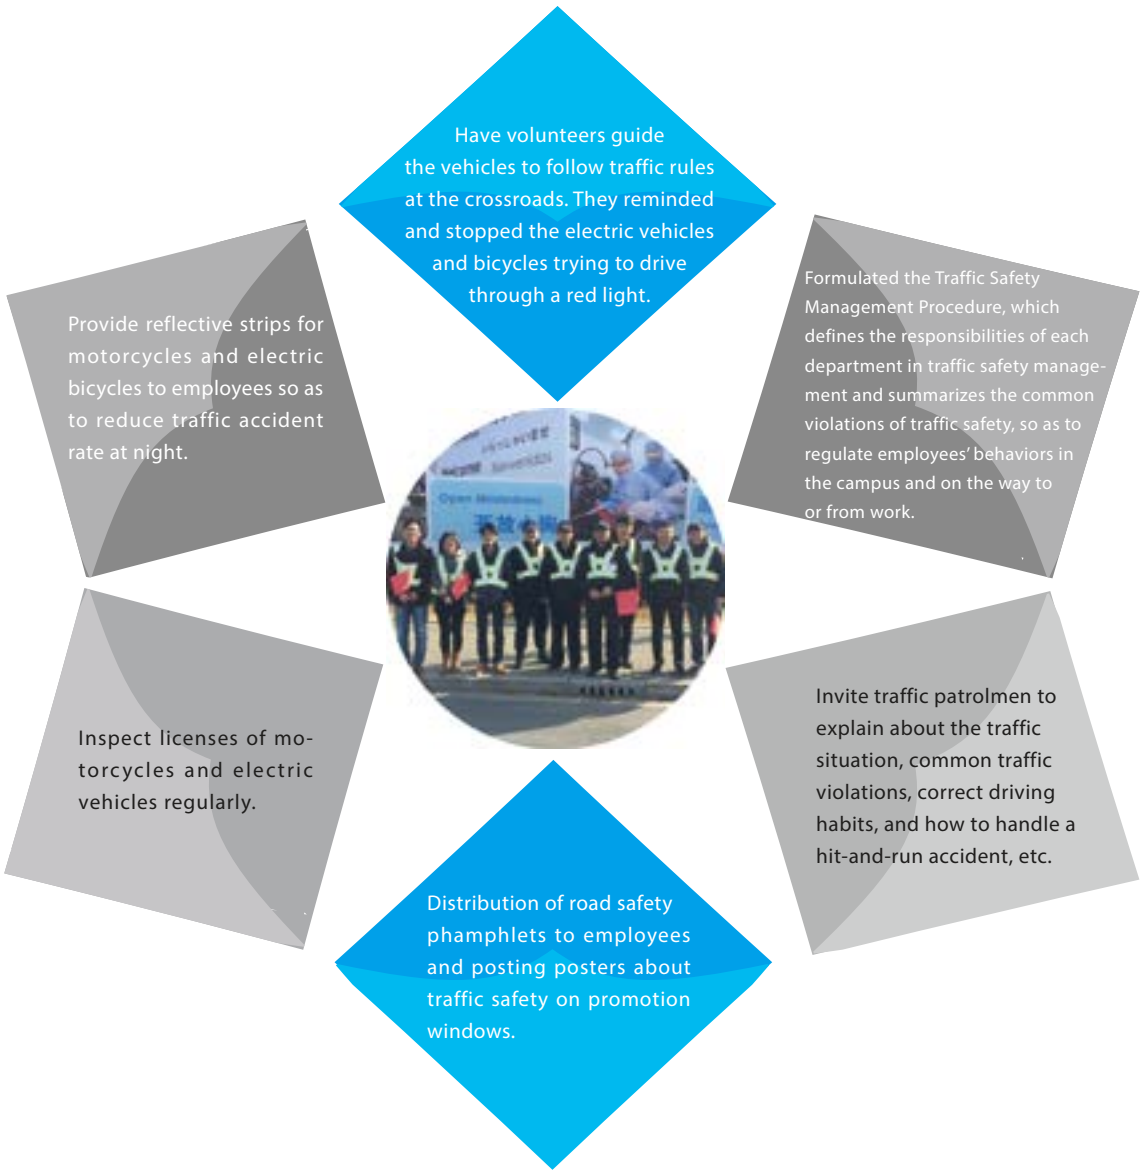 Have volunteers guide
the vehicles to follow traffic rules
at the crossroads. They reminded
and stopped the electric vehicles
and bicycles trying to drive
through a red light.
Formulated the Traffic Safety
Management Procedure, which
defines the responsibilities of each
department in traffic safety manage-
ment and summarizes the common
violations of traffic safety, so as to
regulate employees' behaviors in
the campus and on the way to
or from work.
Provide reflective strips for
motorcycles and electric
bicycles to employees so as
to reduce traffic accident
rate at night.
Invite traffic patrolmen to
explain about the traffic
situation, common traffic
violations, correct driving
habits, and how to handle a
hit-and-run accident, etc.
Inspect licenses of mo-
torcycles and electric
vehicles regularly.
Distribution of road safety
phamphlets to employees
and posting posters about
traffic safety on promotion
windows.